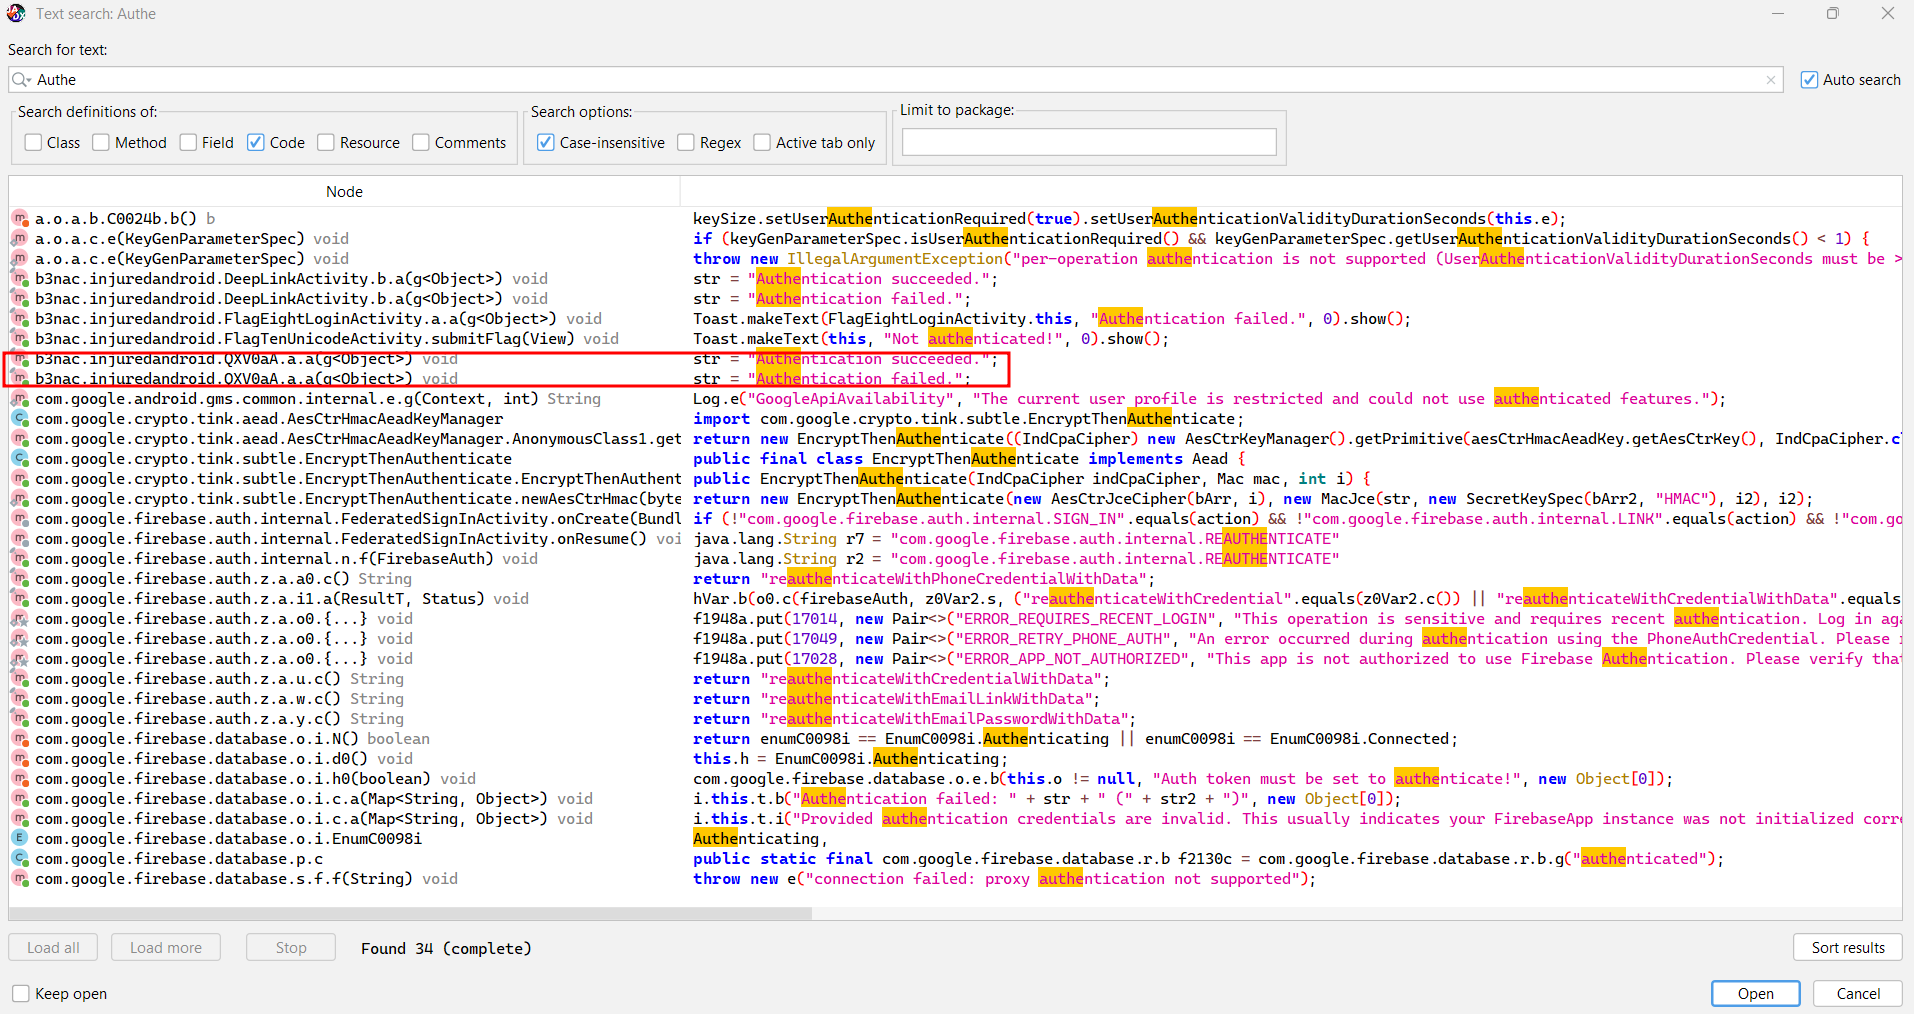 Text search: Authe
Search for text:
Authe
Auto search
Search definitions of:
Class Method Field Code Resource Comments
Search options:
Case-insensitive Regex Active tab only
Limit to package:
Node
a.o.a.b.C0024b.b() b keySize.setUserAuthenticationRequired(true).setUserAuthenticationValidityDurationSeconds(this.e);
a.o.a.c.e(KeyGenParameterSpec) void if (keyGenParameterSpec.isUserAuthenticationRequired() && keyGenParameterSpec.getUserAuthenticationValidityDurationSeconds() < 1) {
a.o.a.c.e(KeyGenParameterSpec) void throw new IllegalArgumentException("per-operation authentication is not supported (UserAuthenticationValidityDurationSeconds must be >
b3nac.injuredandroid.DeepLinkActivity.b.a(g<Object>) void str = "Authentication succeeded.";
b3nac.injuredandroid.DeepLinkActivity.b.a(g<Object>) void str = "Authentication failed.";
b3nac.injuredandroid.FlagEightLoginActivity.a.a(g<Object>) void Toast.makeText(FlagEightLoginActivity.this, "Authentication failed.", 0).show();
b3nac.injuredandroid.FlagTenUnicodeActivity.submitFlag(View) void Toast.makeText(this, "Not authenticated!", 0).show();
b3nac.injuredandroid.QXV0aA.a.a(g<Object>) void str = "Authentication succeeded.";
b3nac.injuredandroid.QXV0aA.a.a(g<Object>) void str = "Authentication failed.";
com.google.android.gms.common.internal.e.g(Context, int) String Log.e("GoogleApiAvailability", "The current user profile is restricted and could not use authenticated features.");
com.google.crypto.tink.aead.AesCtrHmacAeadKeyManager import com.google.crypto.tink.subtle.EncryptThenAuthenticate;
com.google.crypto.tink.aead.AesCtrHmacAeadKeyManager.AnonymousClass1.get return new EncryptThenAuthenticate((IndCpaCipher) new AesCtrKeyManager().getPrimitive(aesCtrHmacAeadKey.getAesCtrKey(), IndCpaCipher.cl
com.google.crypto.tink.subtle.EncryptThenAuthenticate public final class EncryptThenAuthenticate implements Aead {
com.google.crypto.tink.subtle.EncryptThenAuthenticate.EncryptThenAuthent public EncryptThenAuthenticate(IndCpaCipher indCpaCipher, Mac mac, int i) {
com.google.crypto.tink.subtle.EncryptThenAuthenticate.newAesCtrHmac(byte return new EncryptThenAuthenticate(new AesCtrJceCipher(bArr, i), new MacJce(str, new SecretKeySpec(bArr2, "HMAC"), i2), i2);
com.google.firebase.auth.internal.FederatedSignInActivity.onCreate(Bundl if (!"com.google.firebase.auth.internal.SIGN_IN".equals(action) && !"com.google.firebase.auth.internal.LINK".equals(action) && !"com.go
com.google.firebase.auth.internal.FederatedSignInActivity.onResume() voi java.lang.String r7 = "com.google.firebase.auth.internal.REAUTHENTICATE"
com.google.firebase.auth.internal.n.f(FirebaseAuth) void java.lang.String r2 = "com.google.firebase.auth.internal.REAUTHENTICATE"
com.google.firebase.auth.z.a.a0.c() String return "reauthenticateWithPhoneCredentialWithData";
com.google.firebase.auth.z.a.i1.a(ResultT, Status) void hVar.b(o0.c(firebaseAuth, z0Var2.s, ("reauthenticateWithCredential".equals(z0Var2.c()) || "reauthenticateWithCredentialWithData".equals
com.google.firebase.auth.z.a.o0.{...} void f1948a.put(17014, new Pair<>("ERROR_REQUIRES_RECENT_LOGIN", "This operation is sensitive and requires recent authentication. Log in aga
com.google.firebase.auth.z.a.o0.{...} void f1948a.put(17049, new Pair<>("ERROR_RETRY_PHONE_AUTH", "An error occurred during authentication using the PhoneAuthCredential. Please
com.google.firebase.auth.z.a.o0.{...} void f1948a.put(17028, new Pair<>("ERROR_APP_NOT_AUTHORIZED", "This app is not authorized to use Firebase Authentication. Please verify tha
com.google.firebase.auth.z.a.u.c() String return "reauthenticateWithCredentialWithData";
com.google.firebase.auth.z.a.w.c() String return "reauthenticateWithEmailLinkWithData";
com.google.firebase.auth.z.a.y.c() String return "reauthenticateWithEmailPasswordWithData";
com.google.firebase.database.o.i.N() boolean return enumC0098i == EnumC0098i.Authenticating || enumC0098i == EnumC0098i.Connected;
com.google.firebase.database.o.i.d0() void this.h = EnumC0098i.Authenticating;
com.google.firebase.database.o.i.h0(boolean) void com.google.firebase.database.o.e.b(this.o != null, "Auth token must be set to authenticate!", new Object[0]);
com.google.firebase.database.o.i.c.a(Map<String, Object>) void i.this.t.b("Authentication failed: " + str + " (" + str2 + ")", new Object[0]);
com.google.firebase.database.o.i.c.a(Map<String, Object>) void i.this.t.i("Provided authentication credentials are invalid. This usually indicates your FirebaseApp instance was not initialized corre
com.google.firebase.database.o.i.EnumC0098i Authenticating,
com.google.firebase.database.p.c public static final com.google.firebase.database.r.b f2130c = com.google.firebase.database.r.b.g("authenticated");
com.google.firebase.database.s.f.f(String) void throw new e("connection failed: proxy authentication not supported");
Load all Load more Stop Found 34 (complete) Sort results
Keep open Open Cancel